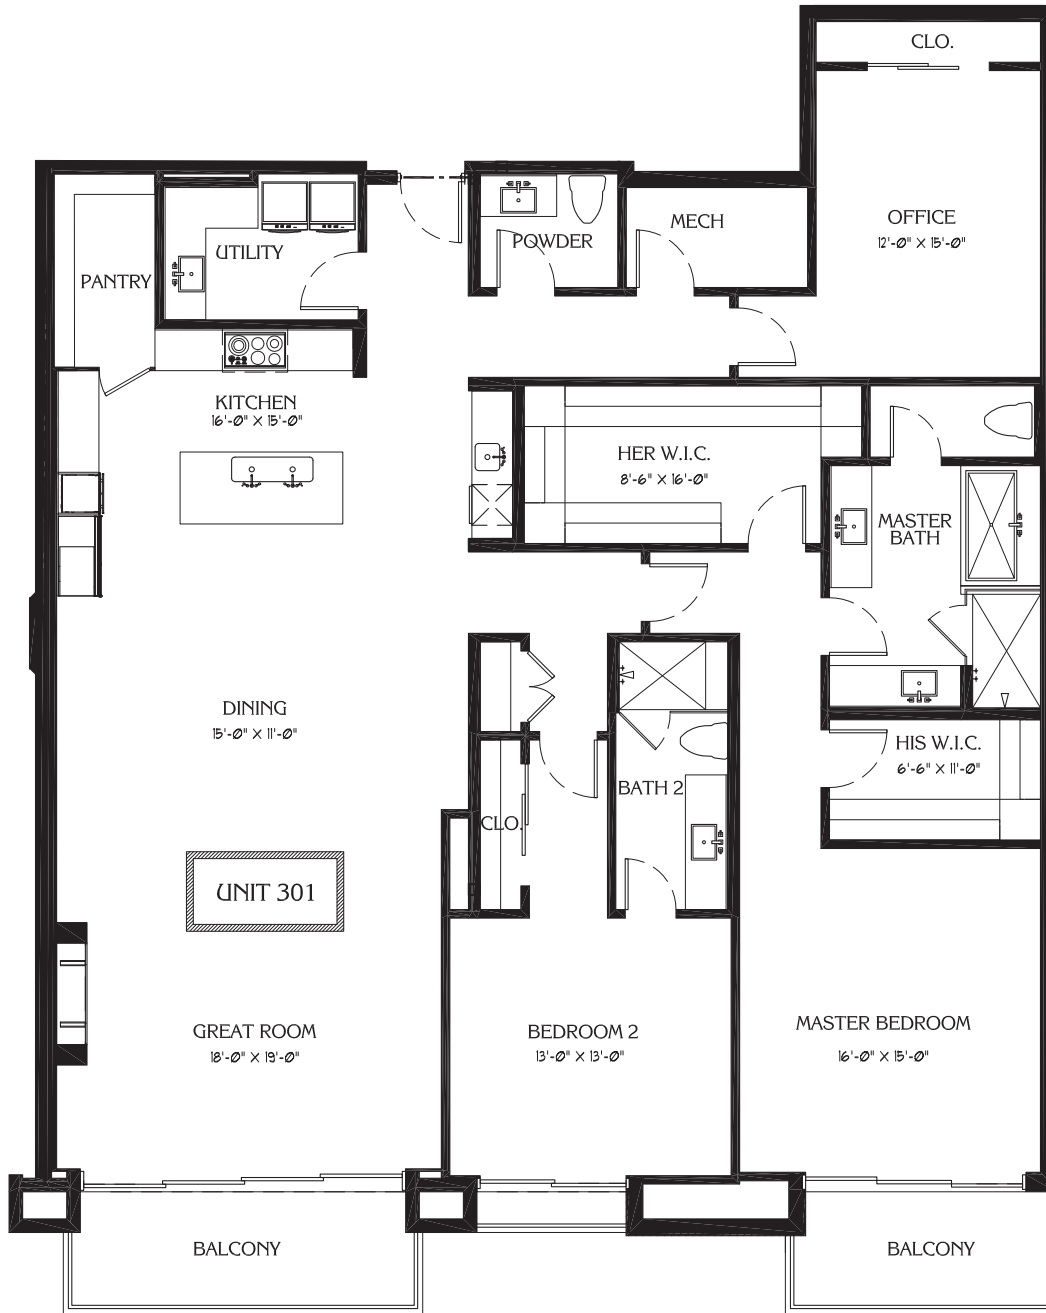 CLO.
OFFICE
12'-0" X 15'-0"
MECH
POWDER
UTILITY
PANTRY
KITCHEN
16'-0" X 15'-0"
HER W.I.C.
8'-6" X 16'-0"
MASTER
BATH
DINING
15'-0" X 11'-0"
HIS W.I.C.
6'-6" X 11'-0"
BATH 2
CLO.
UNIT 301
GREAT ROOM
18'-0" X 19'-0"
BEDROOM 2
13'-0" X 13'-0"
MASTER BEDROOM
16'-0" X 15'-0"
BALCONY
BALCONY